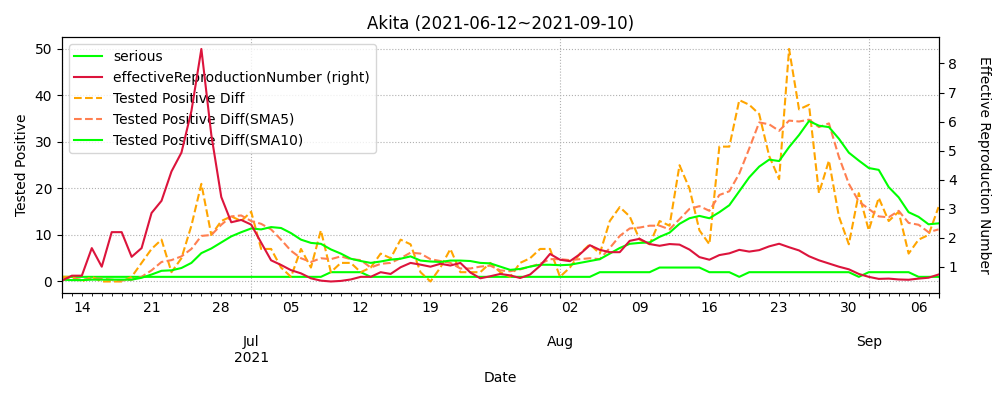 Akita (2021-06-12~2021-09-10)
serious
effectiveReproductionNumber (right)
Tested Positive Diff
Tested Positive Diff(SMA5)
Tested Positive Diff(SMA10)
50
40
30
20
10
0
Tested Positive
8
7
6
5
4
3
2
1
Effective Reproduction Number
14 21 28 05 12 19 26 02 09 16 23 30 06
Jul Aug Sep
2021
Date